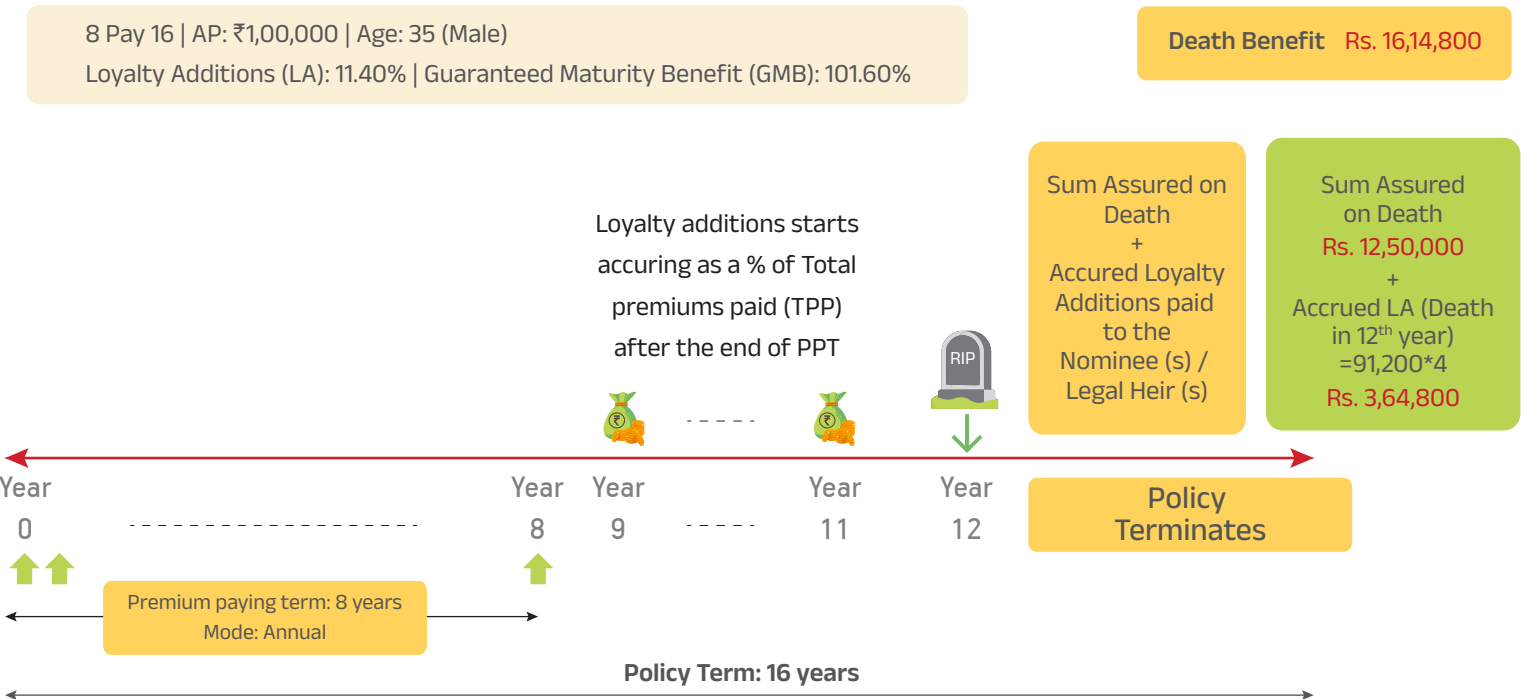 8 Pay 16 | AP: ₹1,00,000 | Age: 35 (Male)
Loyalty Additions (LA): 11.40% | Guaranteed Maturity Benefit (GMB): 101.60%
Death Benefit Rs. 16,14,800
Loyalty additions starts
accuring as a % of Total
premiums paid (TPP)
after the end of PPT
RIP
Sum Assured on
Death
+
Accured Loyalty
Additions paid
to the
Nominee (s) /
Legal Heir (s)
Sum Assured
on Death
Rs. 12,50,000
+
Accrued LA (Death
in 12th year)
=91,200*4
Rs. 3,64,800
₹
₹
Year
0
Year
8
Year
9
Year
11
Year
12
Policy
Terminates
Premium paying term: 8 years
Mode: Annual
Policy Term: 16 years